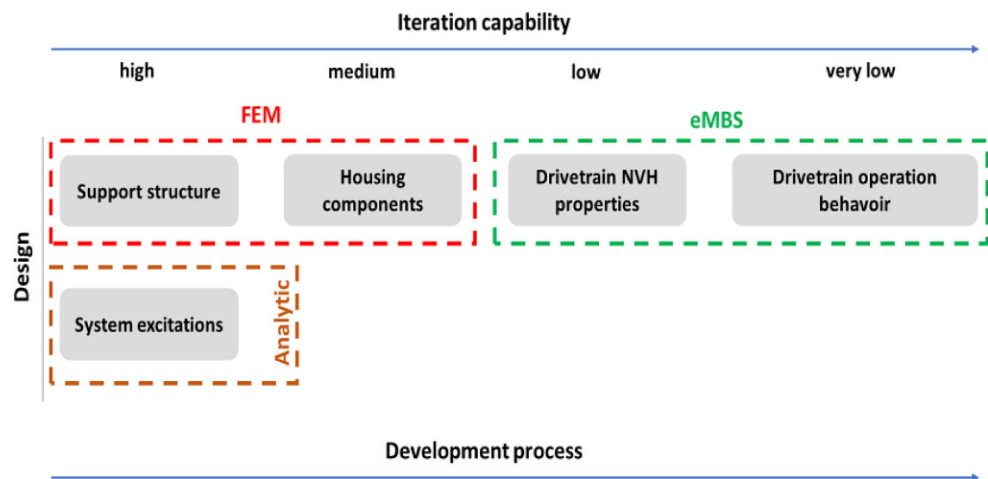 Iteration capability
high medium low very low
FEM eMBS
Support structure
Housing
components
Drivetrain NVH
properties
Drivetrain operation
behavoir
Design
System excitations
Analytic
Development process